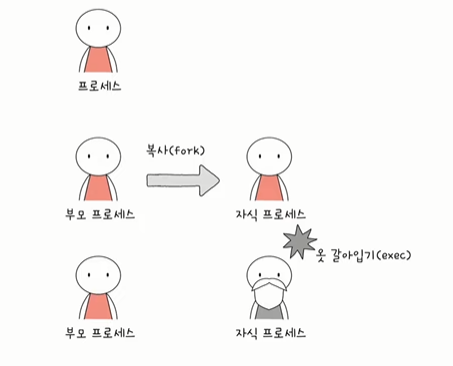 프로세스
복사(fork)
부모 프로세스
자식 프로세스
옷 갈아입기(exec)
부모 프로세스
자식 프로세스